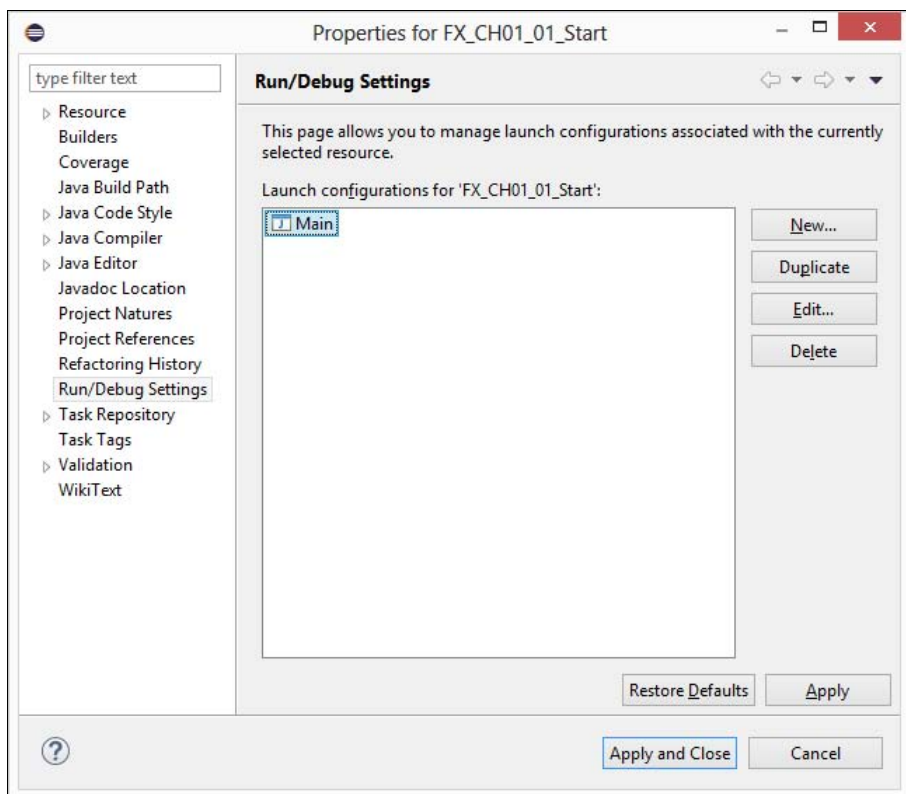 Properties for FX_CH01_01_Start
type filter text
Resource
Builders
Coverage
Java Build Path
Java Code Style
Java Compiler
Java Editor
Javadoc Location
Project Natures
Project References
Refactoring History
Run/Debug Settings
Task Repository
Task Tags
Validation
WikiText
Run/Debug Settings
This page allows you to manage launch configurations associated with the currently
selected resource.
Launch configurations for 'FX_CH01_01_Start':
Main
New...
Duplicate
Edit...
Delete
Restore Defaults
Apply
Apply and Close
Cancel